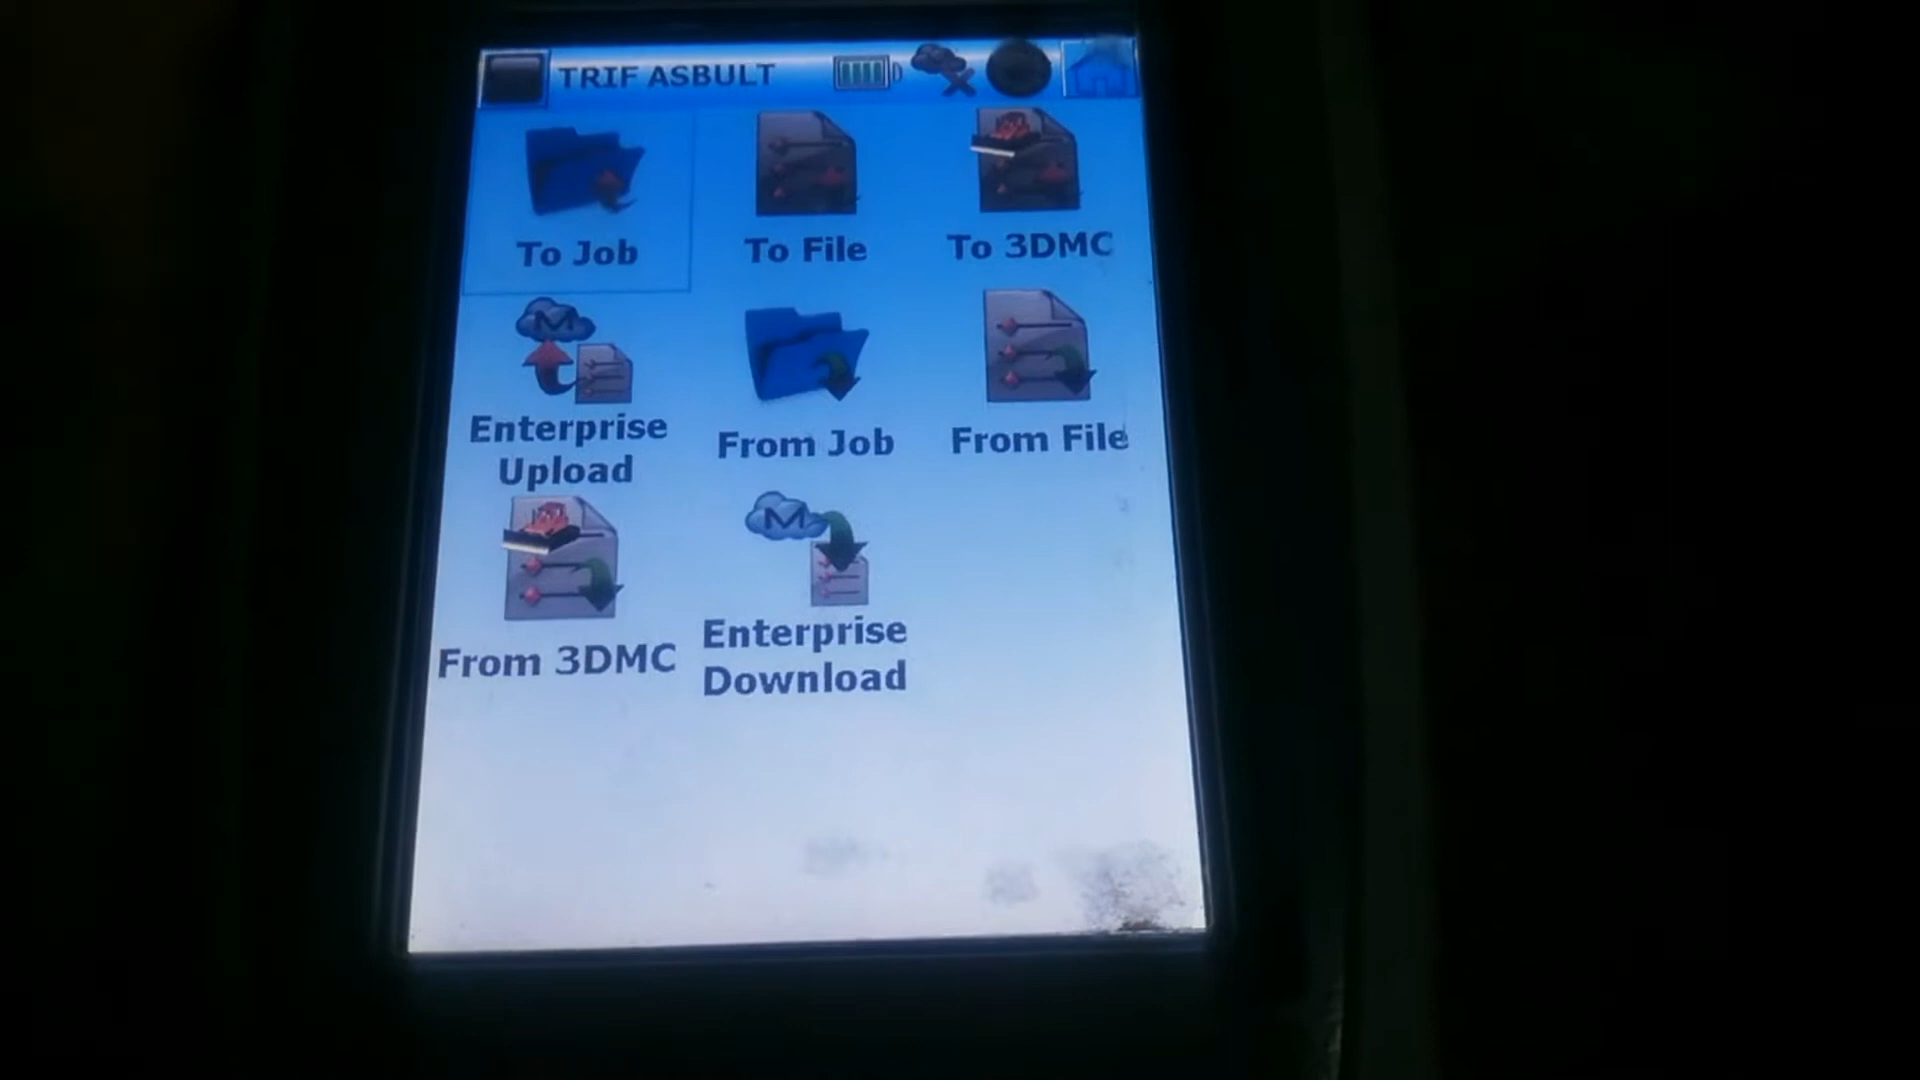 TRIF ASBULT
To Job
To File
To 3DMC
M
Enterprise
Upload
From Job
From File
From 3DMC
M
Enterprise
Download